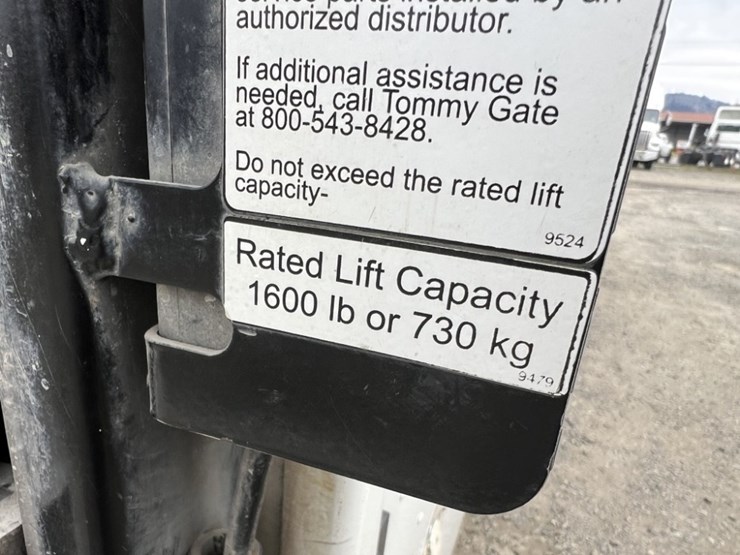 authorized distributor.
If additional assistance is
needed, call Tommy Gate
at 800-543-8428.
Do not exceed the rated lift
capacity-
9524
Rated Lift Capacity
1600 lb or 730 kg
9479